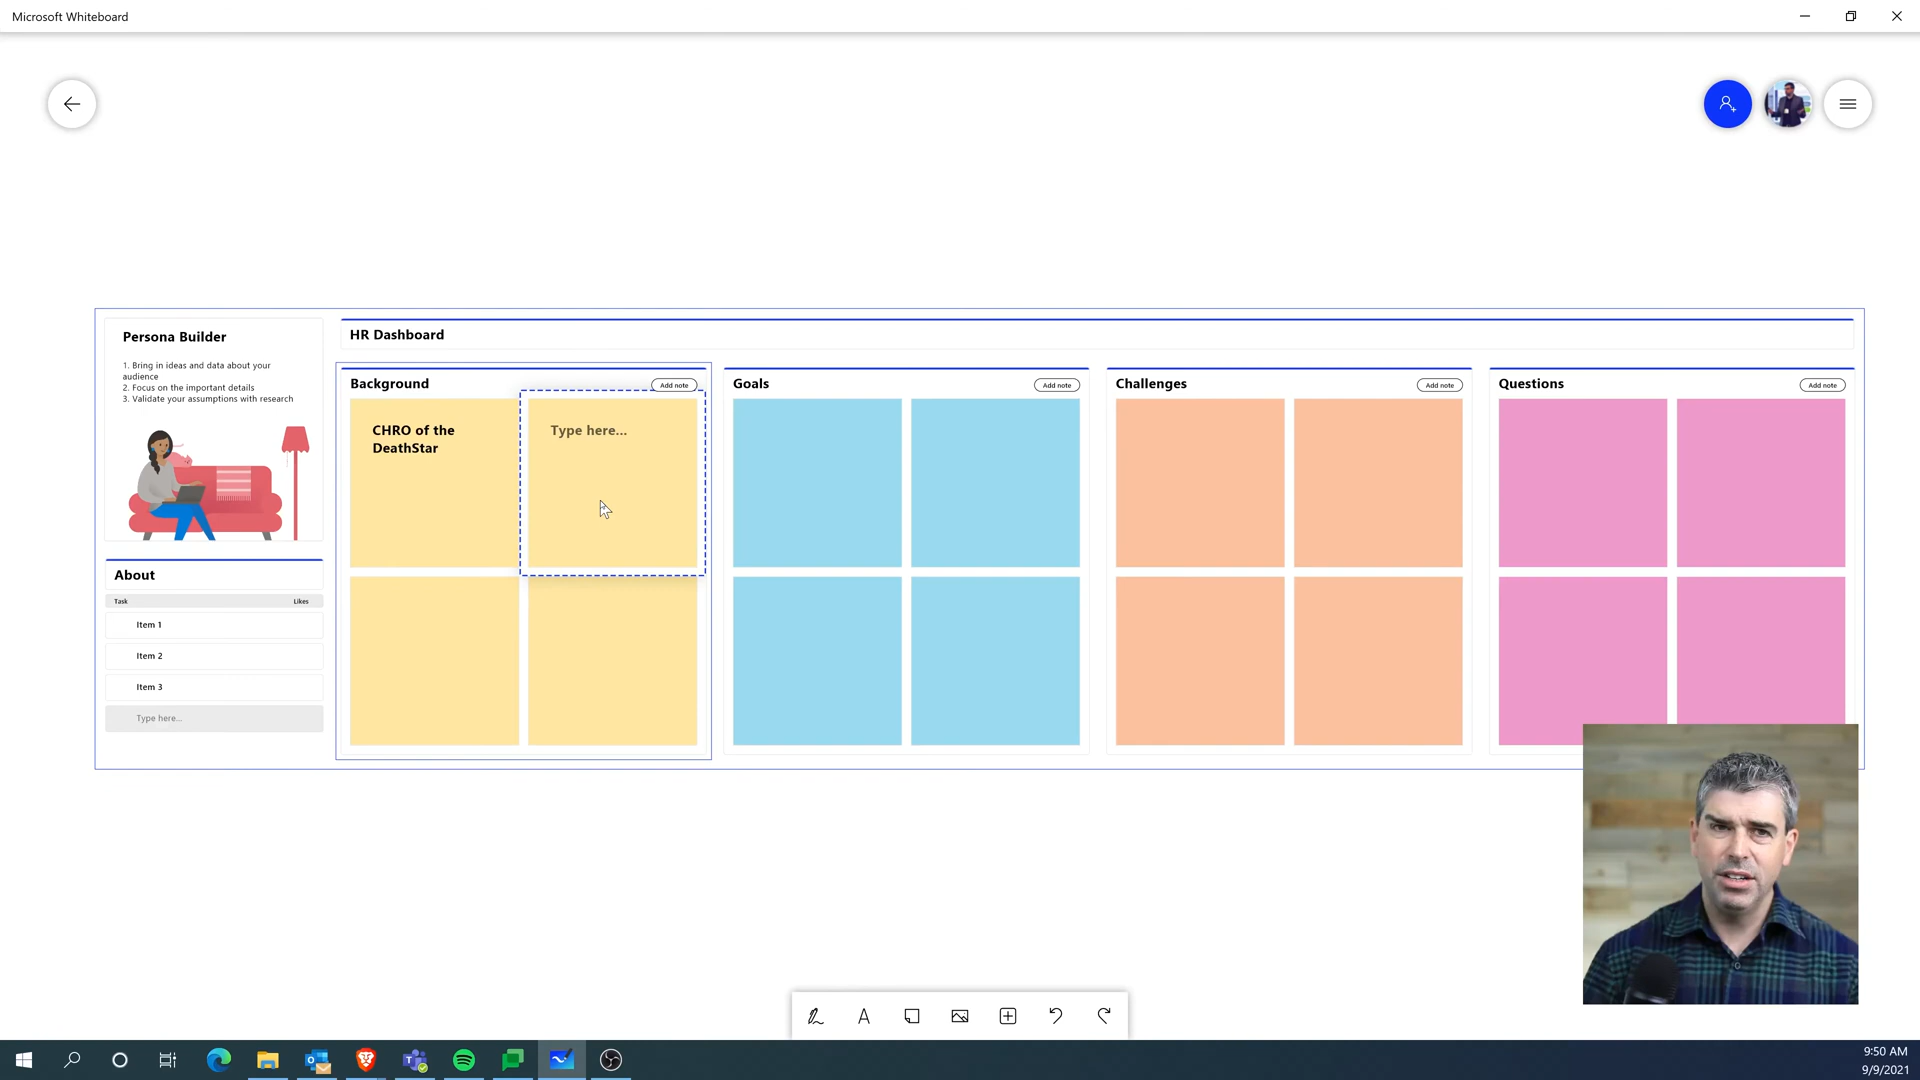 Microsoft Whiteboard
Persona Builder
1. Bring in ideas and data about your
audience
2. Focus on the important details
3. Validate your assumptions with research
HR Dashboard
Background
Add note
CHRO of the
DeathStar
Type here...
Goals
Add note
Challenges
Add note
Questions
Add note
About
Task Likes
Item 1
Item 2
Item 3
Type here...
9:50 AM
9/9/2021